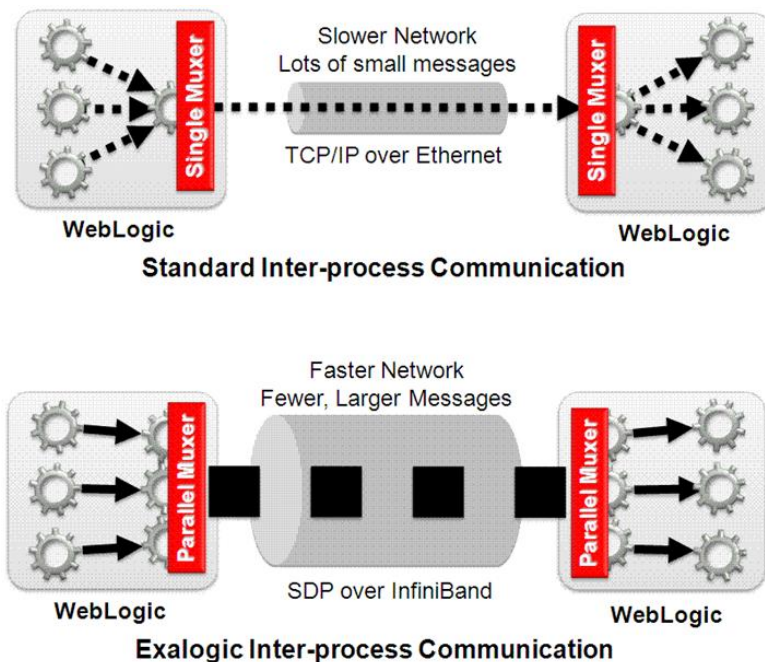 Slower Network
Lots of small messages
Single Muxer
Single Muxer
TCP/IP over Ethernet
WebLogic
WebLogic
Standard Inter-process Communication
Faster Network
Fewer, Larger Messages
Parallel Muxer
Parallel Muxer
SDP over InfiniBand
WebLogic
WebLogic
Exalogic Inter-process Communication